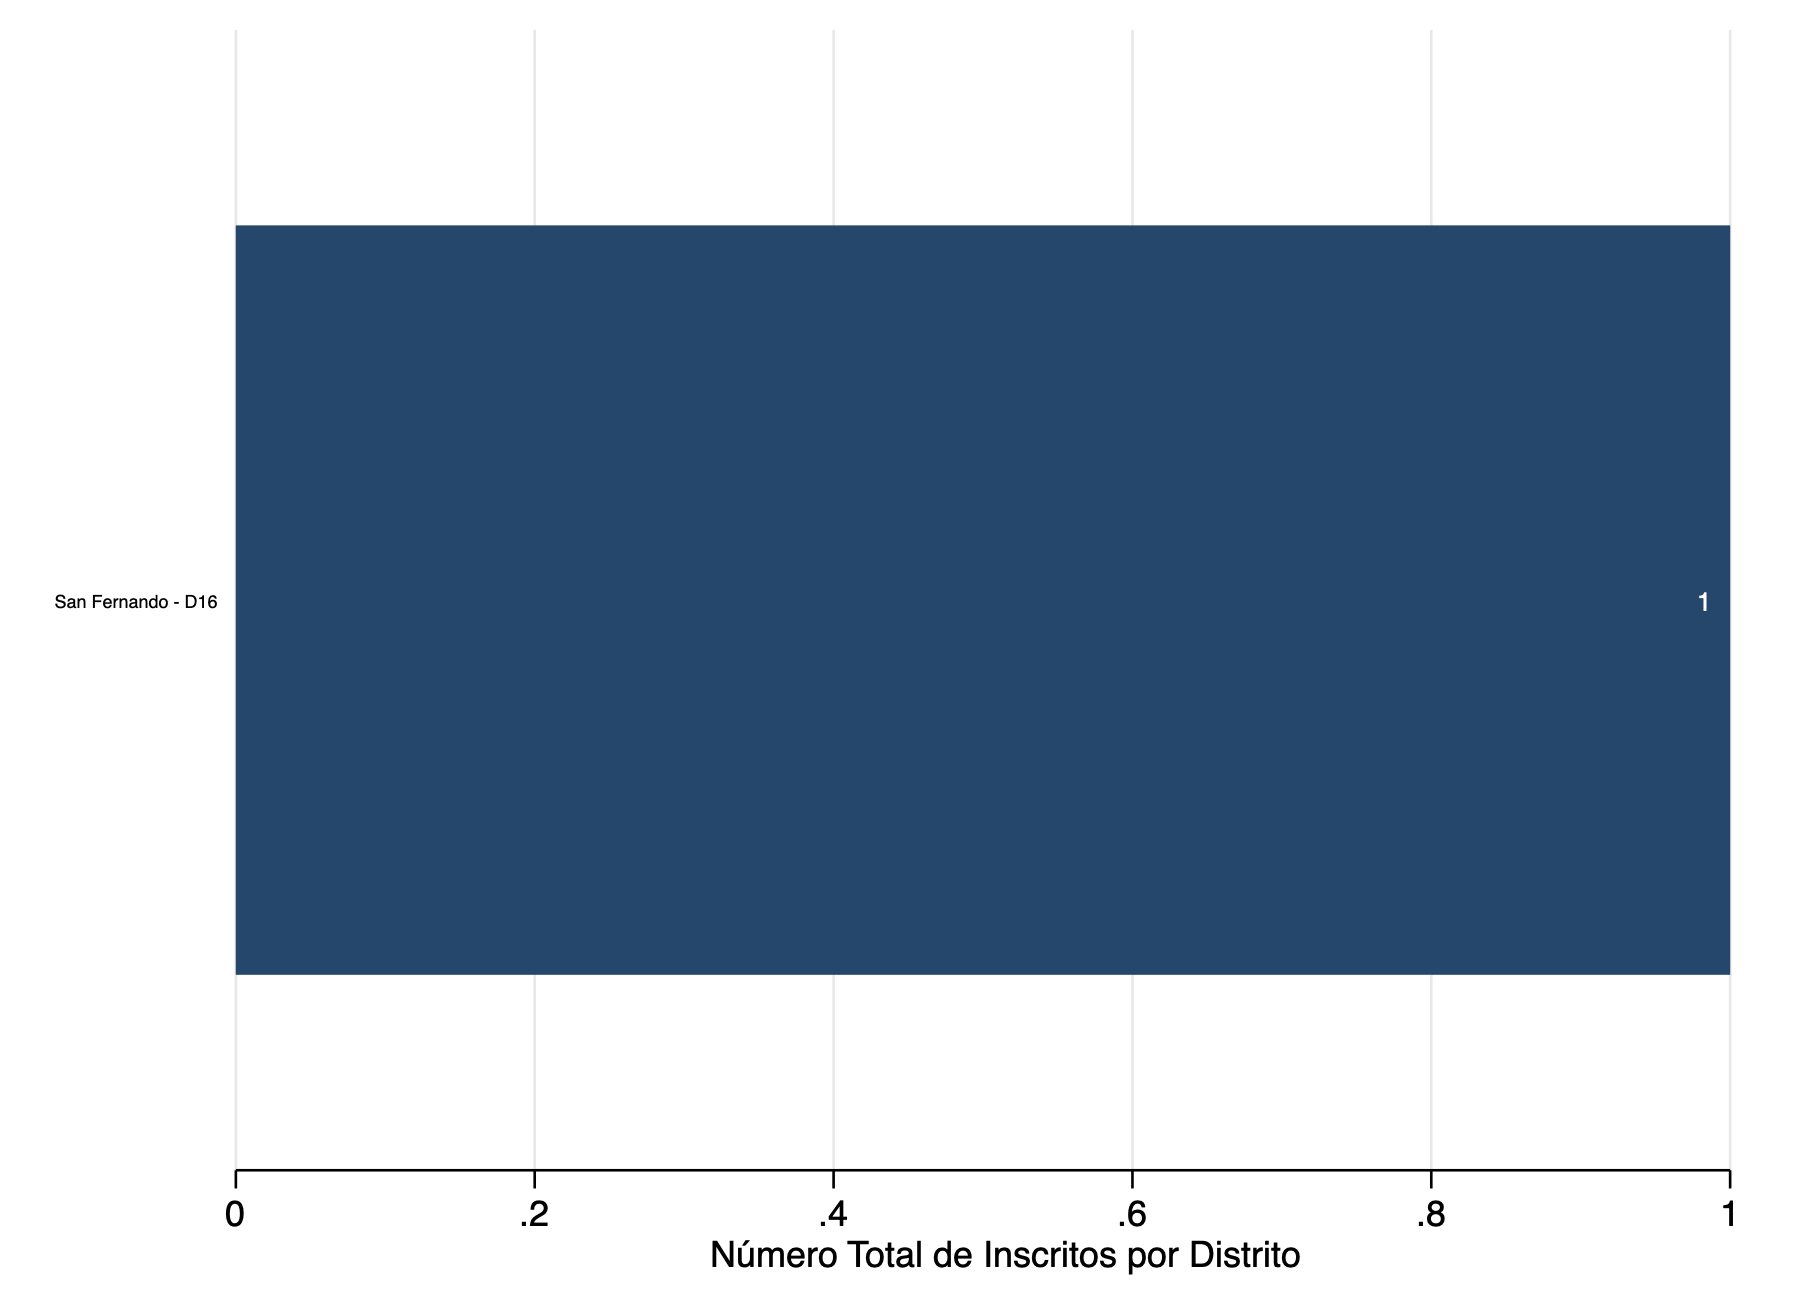 San Fernando - D16
1
0 .2 .4 .6 .8 1
Número Total de Inscritos por Distrito